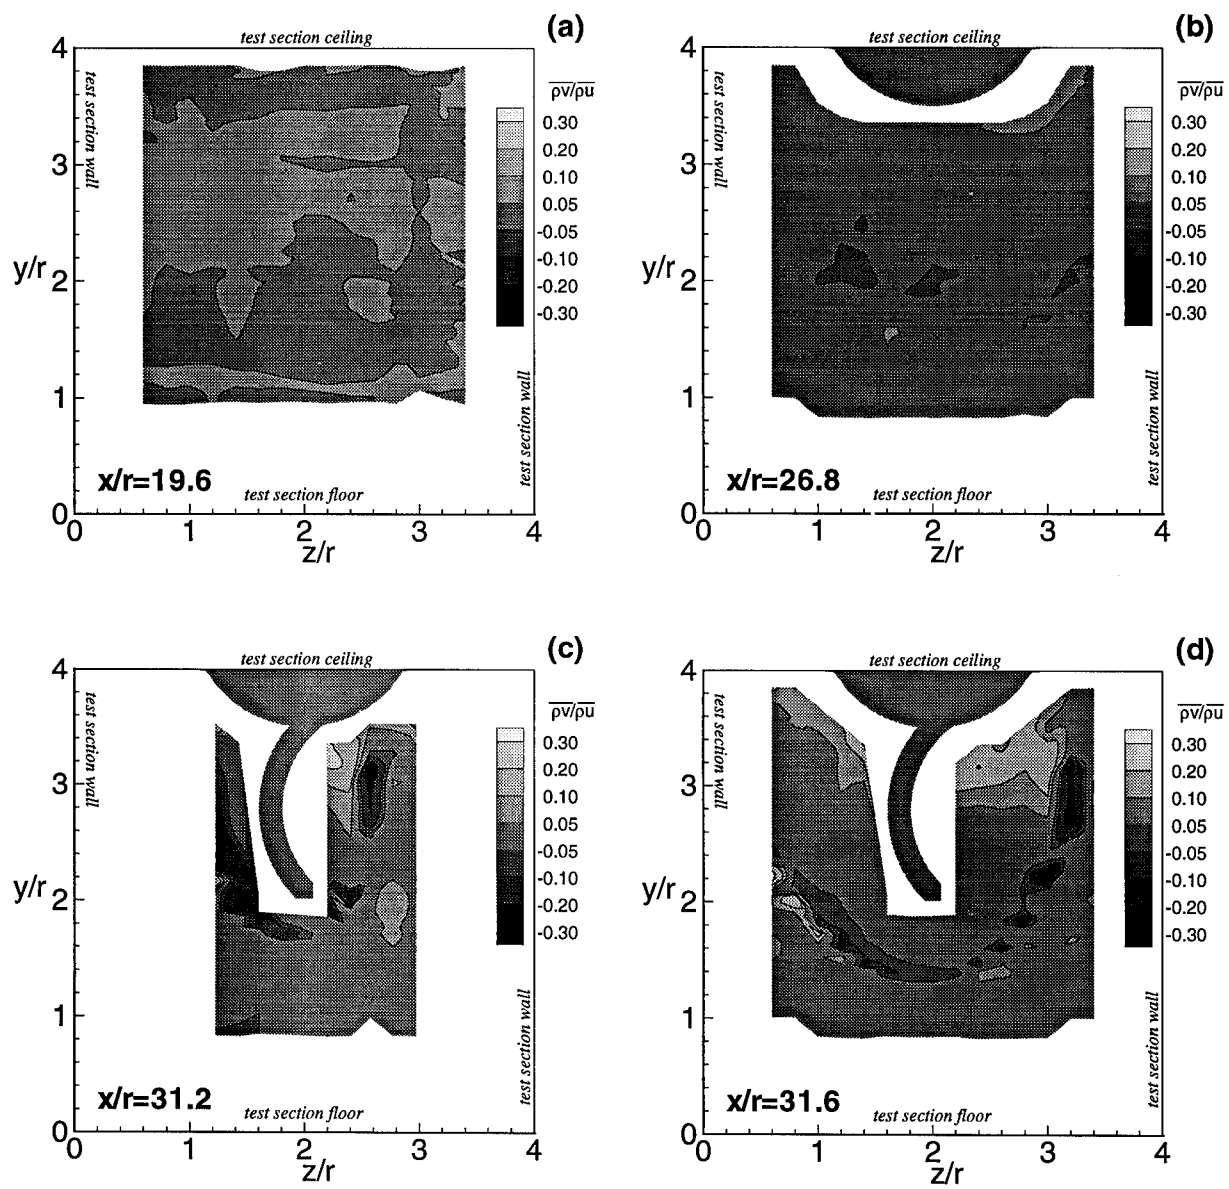 (a)
test section ceiling
4
test section wall
ρv/ρu
0.30
0.20
3
0.10
0.05
-0.05
-0.10
y/r
2
-0.20
-0.30
1
test section wall
x/r=19.6
test section floor
0
0
1
2
3
4
z/r
(b)
test section ceiling
4
test section wall
ρv/ρu
0.30
0.20
3
0.10
0.05
-0.05
-0.10
y/r
2
-0.20
-0.30
1
test section wall
x/r=26.8
test section floor
0
0
1
2
3
4
z/r
(c)
test section ceiling
4
test section wall
ρv/ρu
0.30
0.20
3
0.10
0.05
-0.05
-0.10
y/r
2
-0.20
-0.30
1
test section wall
x/r=31.2
test section floor
0
0
1
2
3
4
z/r
(d)
test section ceiling
4
test section wall
ρv/ρu
0.30
0.20
3
0.10
0.05
-0.05
-0.10
y/r
2
-0.20
-0.30
1
test section wall
x/r=31.6
test section floor
0
0
1
2
3
4
z/r